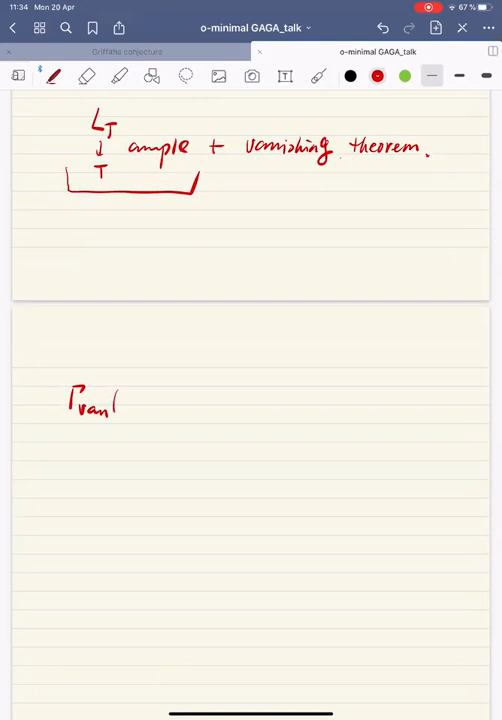 11:34 Mon 20 Apr
67 %
o-minimal GAGA_talk
Griffiths conjecture
o-minimal GAGA_talk
L_T
↓ ample + vanishing theorem.
T
Γ_van(